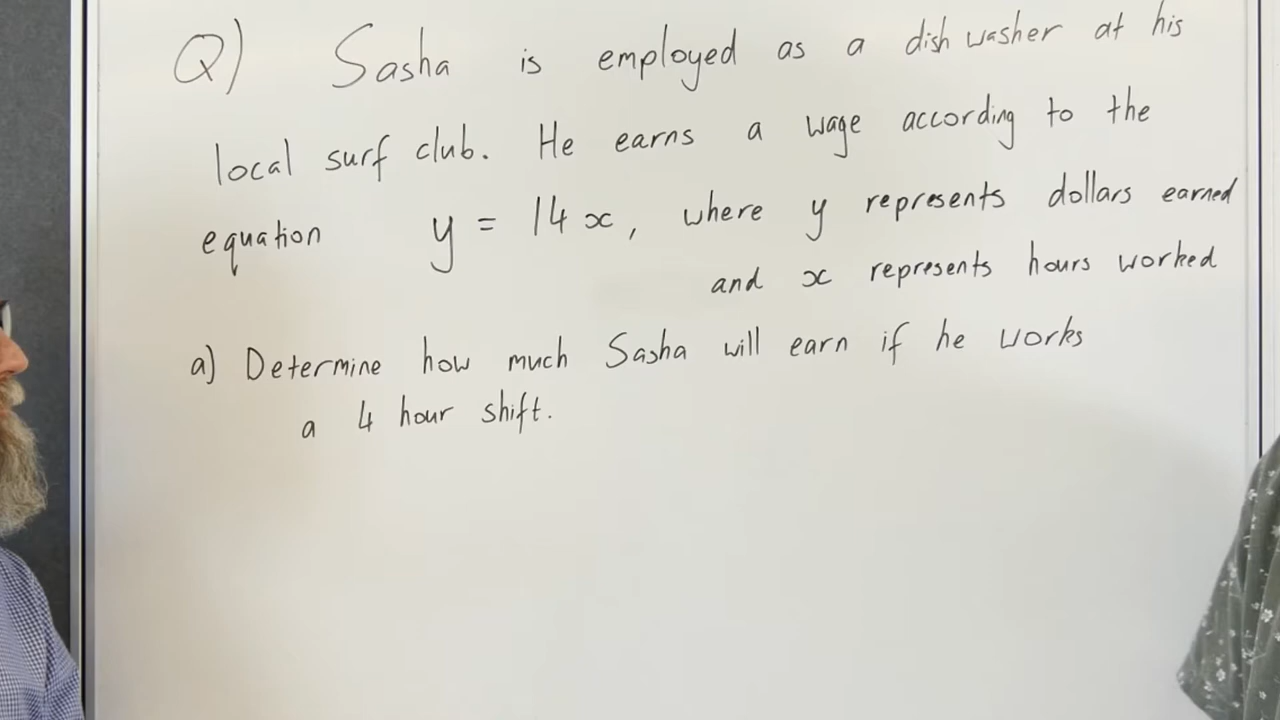 Q) Sasha is employed as a dish washer at his
local surf club. He earns a wage according to the
equation y = 14x, where y represents dollars earned
and x represents hours worked
a) Determine how much Sasha will earn if he works
a 4 hour shift.